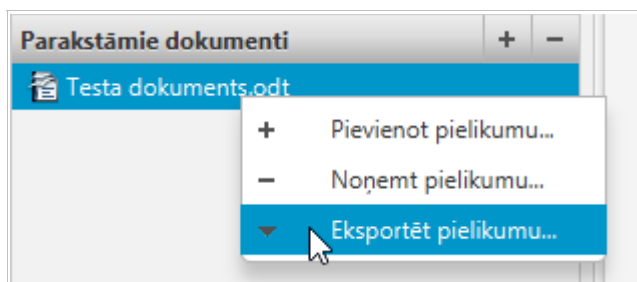 Parakstāmie dokumenti + −
Testa dokuments.odt
+ Pievienot pielikumu...
− Noņemt pielikumu...
Eksportēt pielikumu...